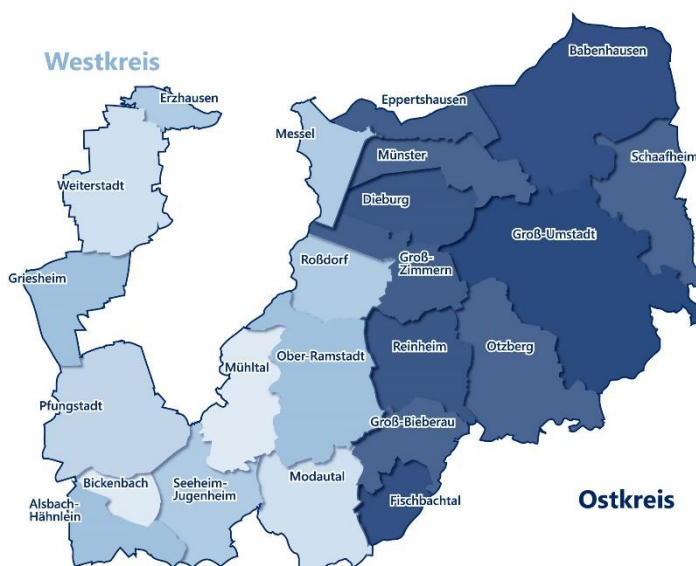 Westkreis
Babenhausen
Erzhausen
Eppertshausen
Messel
Münster
Schaafheim
Weiterstadt
Dieburg
Groß-Umstadt
Roßdorf
Groß-
Zimmern
Griesheim
Mühltal
Ober-Ramstadt
Reinheim
Otzberg
Pfungstadt
Groß-Bieberau
Bickenbach
Seeheim-
Jugenheim
Modautal
Alsbach-
Hähnlein
Fischbachtal
Ostkreis